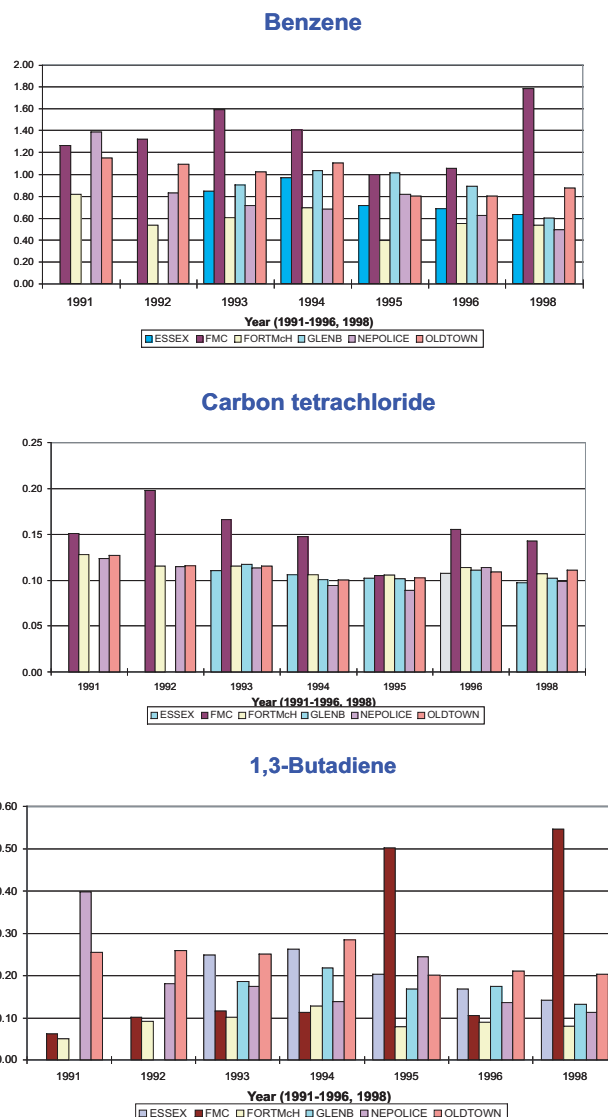 Benzene
2.00
1.80
1.60
1.40
1.20
1.00
0.80
0.60
0.40
0.20
0.00
1991 1992 1993 1994 1995 1996 1998
Year (1991-1996, 1998)
ESSEX FMC FORTMcH GLENB NEPOLICE OLDTOWN
Carbon tetrachloride
0.25
0.20
0.15
0.10
0.05
0.00
1991 1992 1993 1994 1995 1996 1998
Year (1991-1996, 1998)
ESSEX FMC FORTMcH GLENB NEPOLICE OLDTOWN
1,3-Butadiene
0.60
0.50
0.40
0.30
0.20
0.10
0.00
1991 1992 1993 1994 1995 1996 1998
Year (1991-1996, 1998)
ESSEX FMC FORTMcH GLENB NEPOLICE OLDTOWN